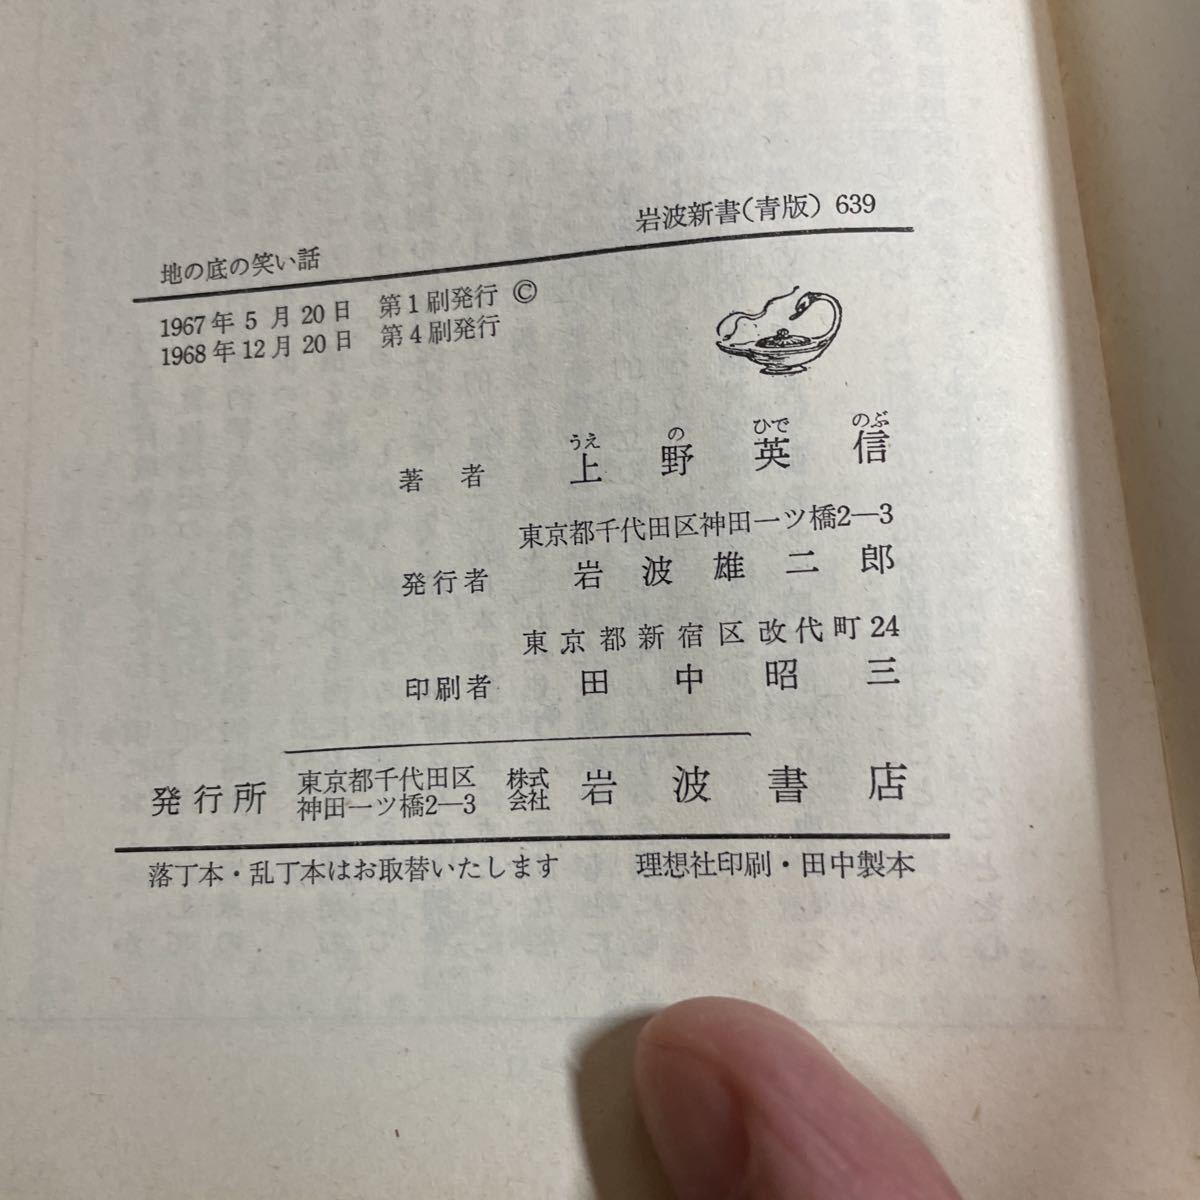 岩波新書(青版) 639
地の底の笑い話
1967年5月20日 第1刷発行 ©
1968年12月20日 第4刷発行
うえ の ひで のぶ
著者 上野英信
東京都千代田区神田一ツ橋2―3
発行者 岩波雄二郎
東京都新宿区改代町24
印刷者 田中昭三
発行所 東京都千代田区神田一ツ橋2―3 株式会社 岩波書店
落丁本・乱丁本はお取替いたします 理想社印刷・田中製本